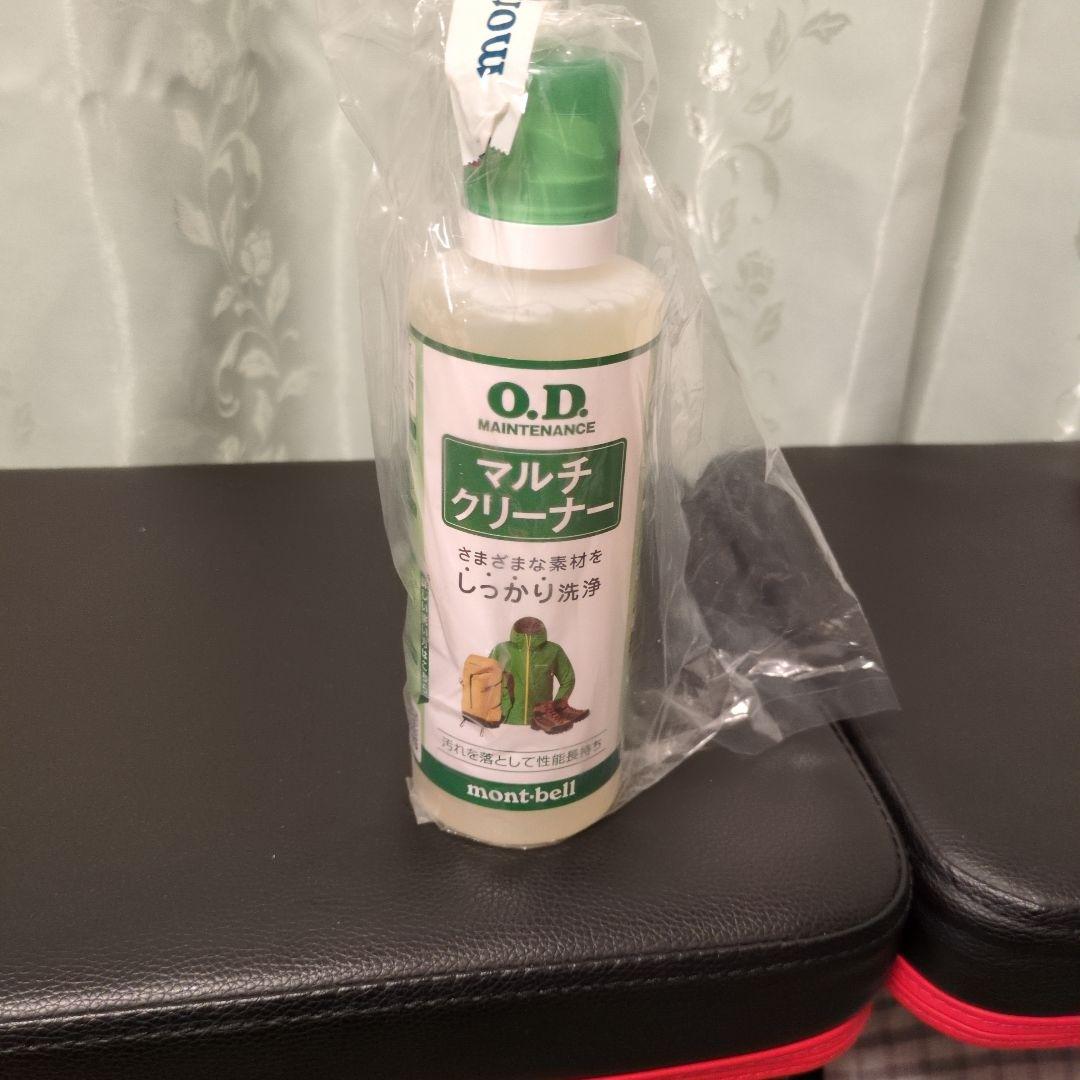 mon
O.D.
MAINTENANCE
マルチ
クリーナー
さまざまな素材を
しっかり洗浄
汚れを落として性能長持ち
mont-bell